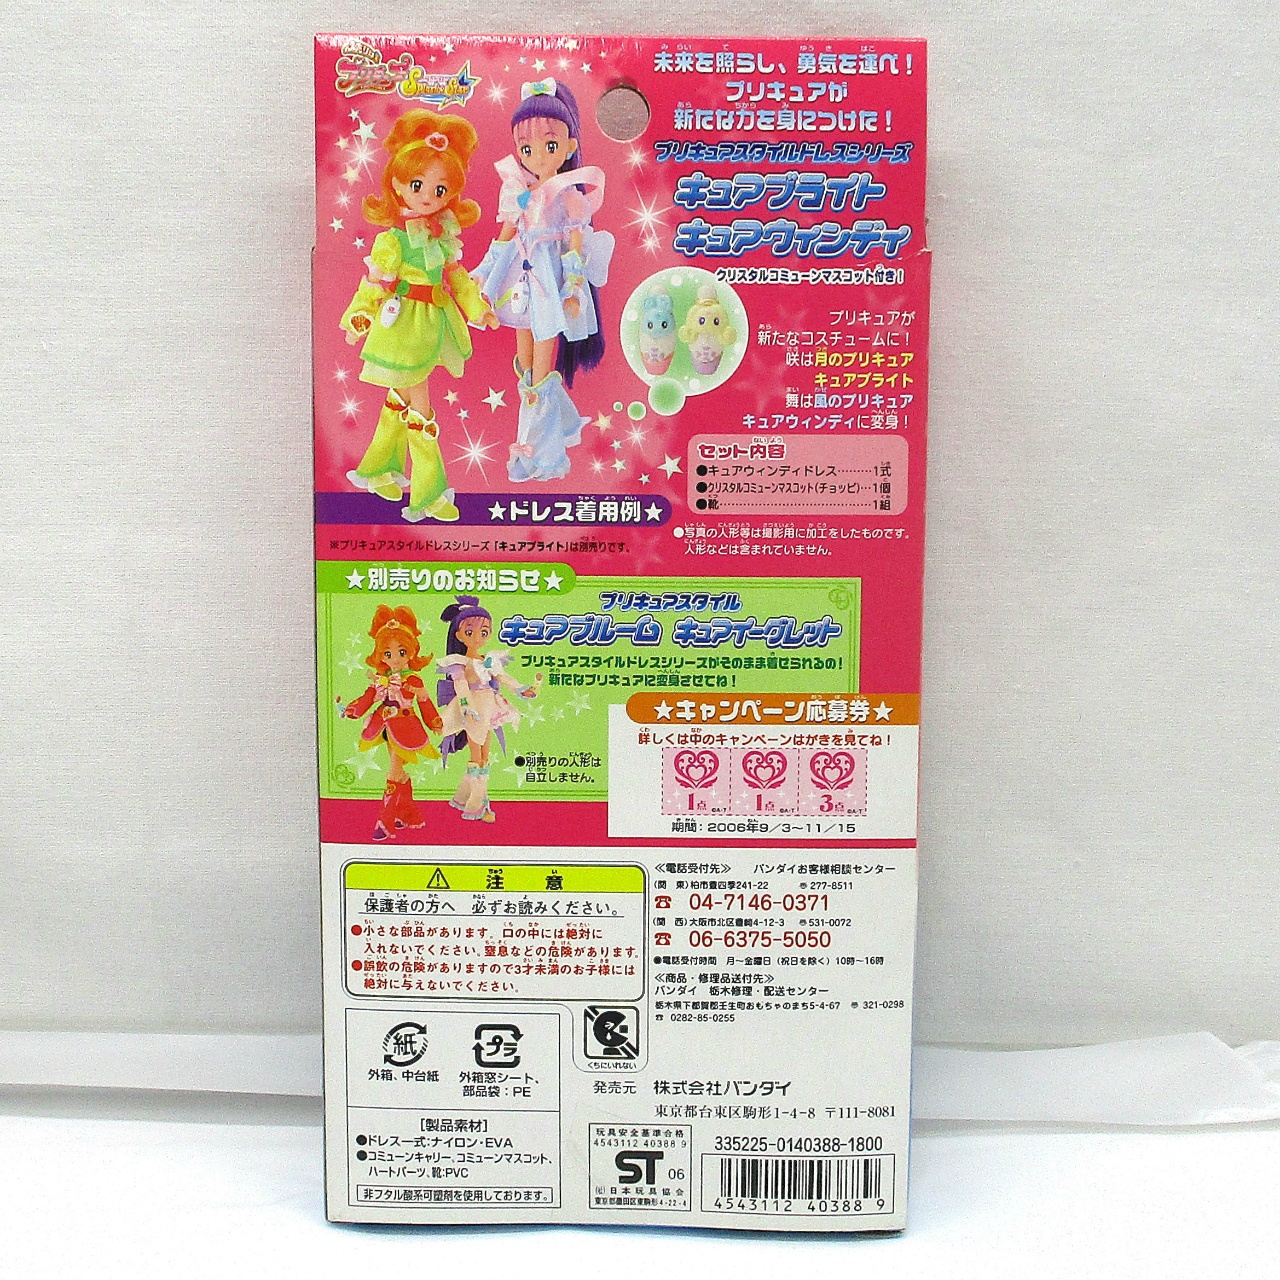 ふたりはプリキュア
Splash☆Star
未来を照らし、勇気を運べ！
プリキュアが
新たな力を身につけた！
プリキュアスタイルドレスシリーズ
キュアブライト
キュアウィンディ
クリスタルコミューンマスコット付き！
プリキュアが
新たなコスチュームに！
咲は月のプリキュア
キュアブライト
舞は風のプリキュア
キュアウィンディに変身！
セット内容
●キュアウィンディドレス………1式
●クリスタルコミューンマスコット(チョッピ)…1個
●靴……………………………1組
●写真の人形等は撮影用に加工をしたものです。
人形などは含まれていません。
★ドレス着用例★
※プリキュアスタイルドレスシリーズ「キュアブライト」は別売りです。
★別売りのお知らせ★
プリキュアスタイル
キュアブルーム キュアイーグレット
プリキュアスタイルドレスシリーズがそのまま着せられるの！
新たなプリキュアに変身させてね！
●別売りの人形は
自立しません。
★キャンペーン応募券★
詳しくは中のキャンペーンはがきを見てね！
1点 ©A-T 1点 ©A-T 3点 ©A-T
期間：2006年9／3〜11／15
注意
保護者の方へ 必ずお読みください。
●小さな部品があります。口の中には絶対に
入れないでください。窒息などの危険があります。
●誤飲の危険がありますので3才未満のお子様には
絶対に与えないでください。
≪電話受付先≫ バンダイお客様相談センター
(関 東)柏市豊四季241-22 〒277-8511
☎ 04-7146-0371
(関 西)大阪市北区豊崎4-12-3 〒531-0072
☎ 06-6375-5050
●電話受付時間 月〜金曜日(祝日を除く)10時〜16時
≪商品・修理品送付先≫
バンダイ 栃木修理・配送センター
栃木県下都賀郡壬生町おもちゃのまち5-4-67 〒321-0298
☎ 0282-85-0255
紙
外箱、中台紙
プラ
外箱窓シート、
部品袋：PE
くちにいれない
[製品素材]
●ドレス一式:ナイロン・EVA
●コミューンキャリー、コミューンマスコット、
ハートパーツ、靴:PVC
非フタル酸系可塑剤を使用しております。
発売元 株式会社バンダイ
東京都台東区駒形1-4-8 〒111-8081
玩具安全基準合格
4543112 40388 9
ST 06
(社)日本玩具協会
東京都墨田区東駒形4-22-4
335225-0140388-1800
4543112 403889